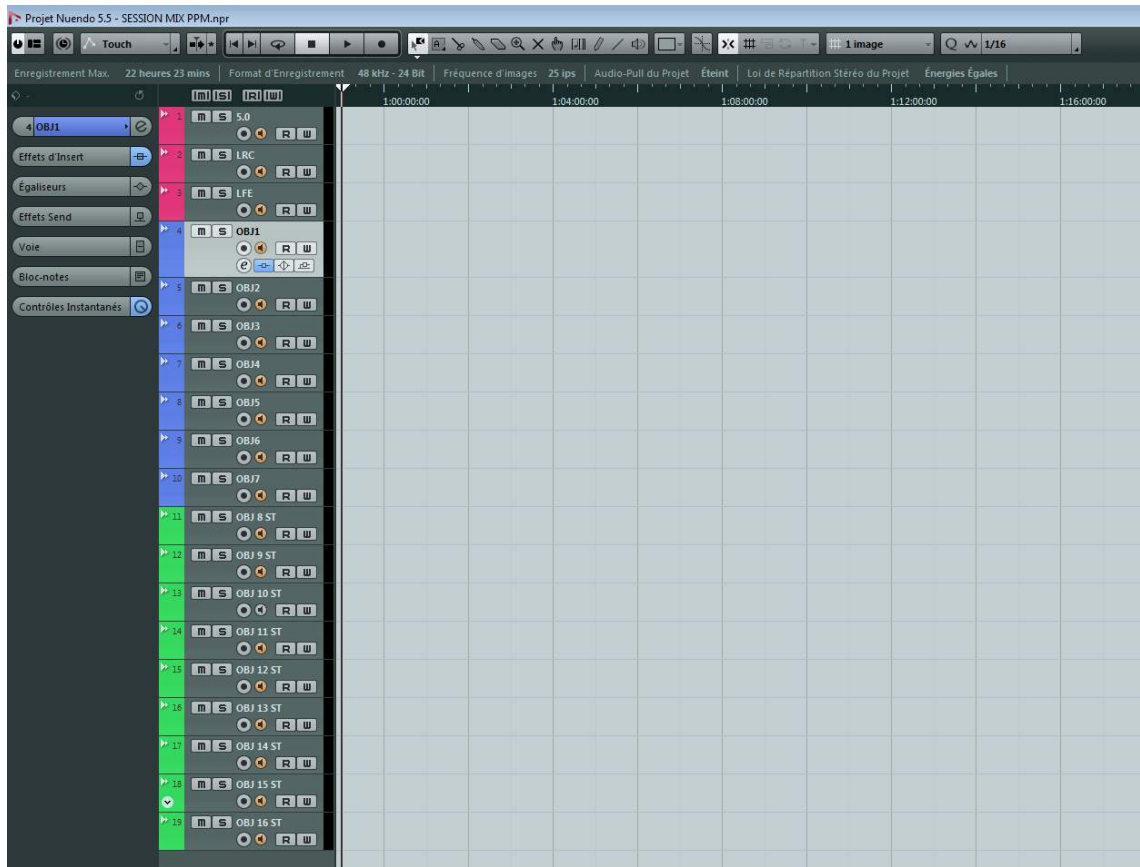 Projet Nuendo 5.5 - SESSION MIX PPM.npr
Touch
1 image
Q
1/16
Enregistrement Max. 22 heures 23 mins Format d'Enregistrement 48 kHz - 24 Bit Fréquence d'images 25 ips Audio-Pull du Projet Éteint Loi de Répartition Stéréo du Projet Énergies Égales
m S R W
1:00:00:00 1:04:00:00 1:08:00:00 1:12:00:00 1:16:00:00
4 OBJ1 e
Effets d'Insert
Égaliseurs
Effets Send
Voie
Bloc-notes
Contrôles Instantanés
1 m S 5.0
R W
2 m S LRC
R W
3 m S LFE
R W
4 m S OBJ1
R W
e
5 m S OBJ2
R W
6 m S OBJ3
R W
7 m S OBJ4
R W
8 m S OBJ5
R W
9 m S OBJ6
R W
10 m S OBJ7
R W
11 m S OBJ 8 ST
R W
12 m S OBJ 9 ST
R W
13 m S OBJ 10 ST
R W
14 m S OBJ 11 ST
R W
15 m S OBJ 12 ST
R W
16 m S OBJ 13 ST
R W
17 m S OBJ 14 ST
R W
18 m S OBJ 15 ST
R W
19 m S OBJ 16 ST
R W